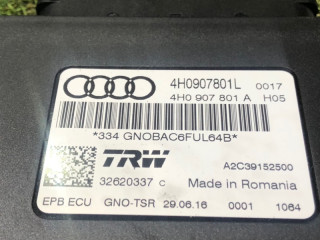 4H0907801L 0017
4H0 907 801 A H05
*334 GNOBAC6FUL64B*
TRW A2C39152500
32620337 C Made in Romania
EPB ECU GNO-TSR 29.06.16 0001 1064